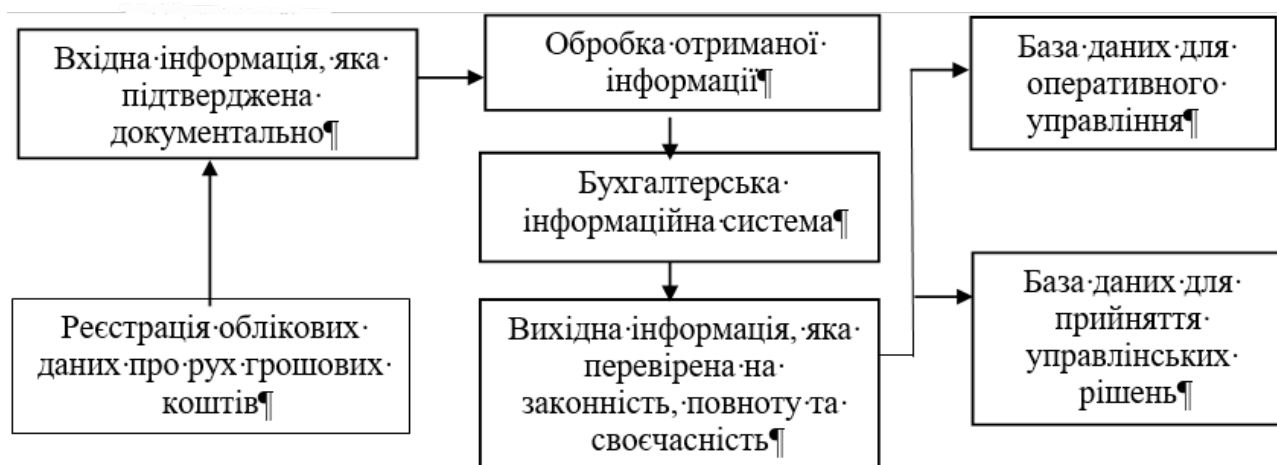 Вхідна·інформація,·яка·
підтверджена·
документально¶
Обробка·отриманої·
інформації¶
База·даних·для·
оперативного·
управління¶
Бухгалтерська·
інформаційна·система¶
Реєстрація·облікових·
даних·про·рух·грошових·
коштів¶
Вихідна·інформація,·яка·
перевірена·на·
законність,·повноту·та·
своєчасність¶
База·даних·для·
прийняття·
управлінських·
рішень¶